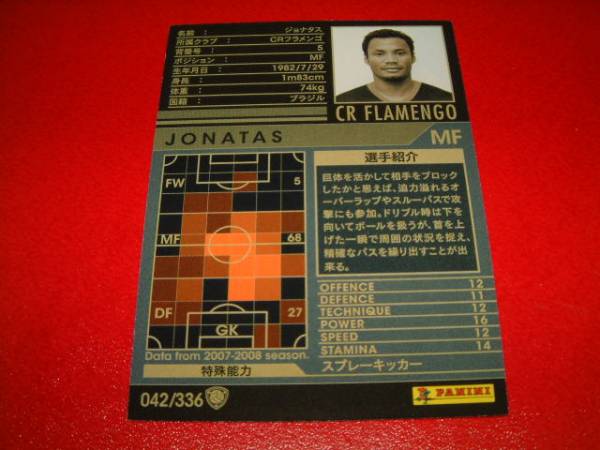 名前 : ジョナタス
所属クラブ : CRフラメンゴ
背番号 : 5
ポジション : MF
生年月日 : 1982/7/29
身長 : 1m83cm
体重 : 74kg
国籍 : ブラジル
CR FLAMENGO
JONATAS MF
FW 5
MF 68
DF 27
GK
Data from 2007-2008 season.
特殊能力
選手紹介
巨体を活かして相手をブロック
したかと思えば、迫力溢れるオー
バーラップやスルーパスで攻
撃にも参加。ドリブル時は下を
向いてボールを扱うが、首を上
げた一瞬で周囲の状況を捉え、
精確なパスを繰り出すことが出
来る。
OFFENCE 12
DEFENCE 11
TECHNIQUE 12
POWER 16
SPEED 12
STAMINA 14
スプレーキッカー
042/336
PANINI